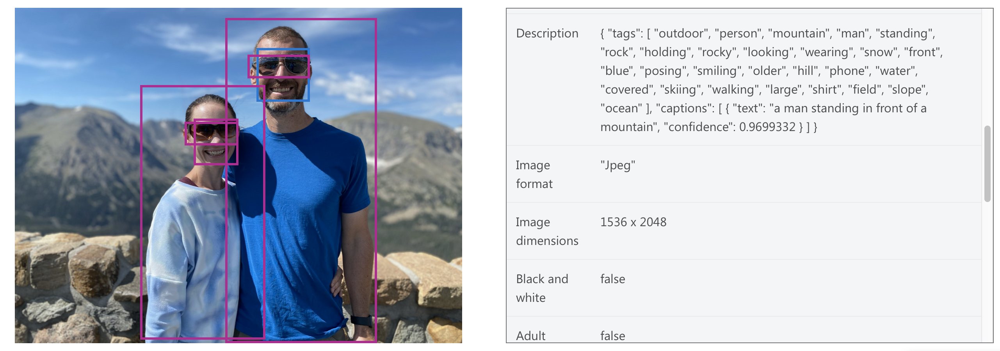 Description
{ "tags": [ "outdoor", "person", "mountain", "man", "standing",
"rock", "holding", "rocky", "looking", "wearing", "snow", "front",
"blue", "posing", "smiling", "older", "hill", "phone", "water",
"covered", "skiing", "walking", "large", "shirt", "field", "slope",
"ocean" ], "captions": [ { "text": "a man standing in front of a
mountain", "confidence": 0.9699332 } ] }
Image
format
"Jpeg"
Image
dimensions
1536 x 2048
Black and
white
false
Adult
false